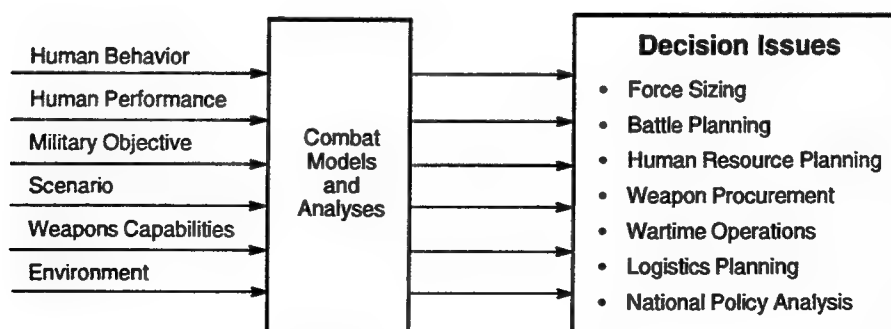 Human Behavior
Human Performance
Military Objective
Scenario
Weapons Capabilities
Environment
Combat
Models
and
Analyses
Decision Issues
• Force Sizing
• Battle Planning
• Human Resource Planning
• Weapon Procurement
• Wartime Operations
• Logistics Planning
• National Policy Analysis